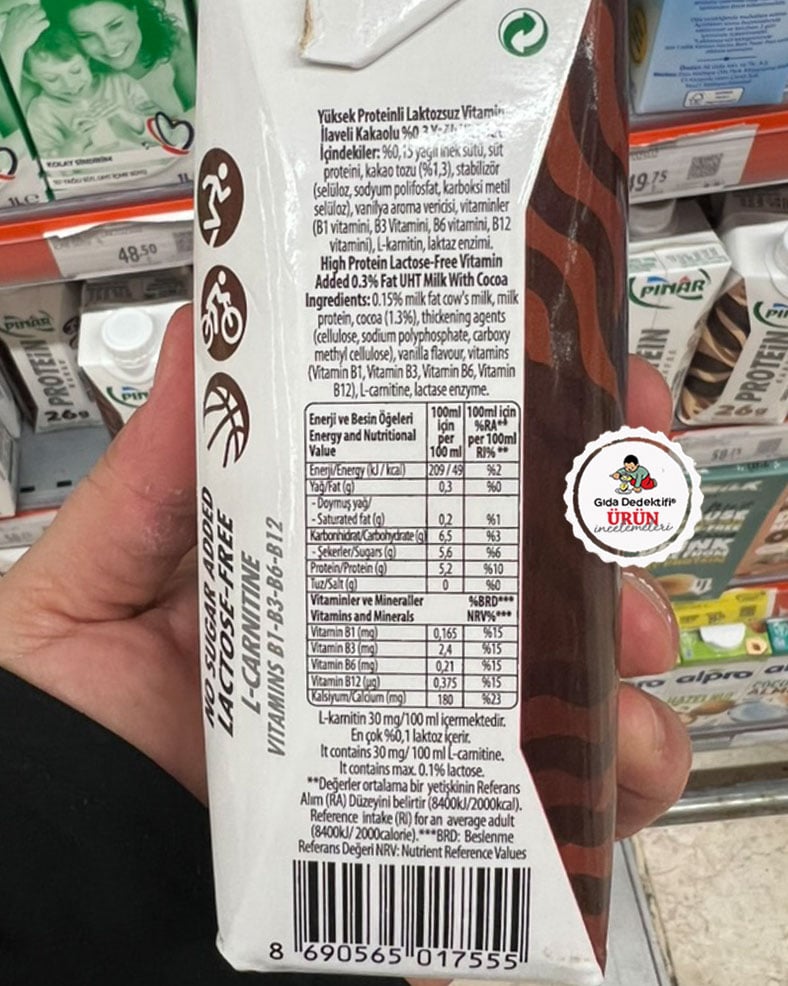 Yüksek Proteinli Laktozsuz Vitamin
İlaveli Kakaolu %0
İçindekiler: %0,15 yağlı inek sütü, süt
proteini, kakao tozu (%1,3), stabilizör
(selüloz, sodyum polifosfat, karboksi metil
selüloz), vanilya aroma vericisi, vitaminler
(B1 vitamini, B3 Vitamini, B6 vitamini, B12
vitamini), L-karnitin, laktaz enzimi.
High Protein Lactose-Free Vitamin
Added 0.3% Fat UHT Milk With Cocoa
Ingredients: 0.15% milk fat cow's milk, milk
protein, cocoa (1.3%), thickening agents
(cellulose, sodium polyphosphate, carboxy
methyl cellulose), vanilla flavour, vitamins
(Vitamin B1, Vitamin B3, Vitamin B6, Vitamin
B12), L-carnitine, lactase enzyme.
Enerji ve Besin Öğeleri Energy and Nutritional Value 100ml için per 100 ml 100ml için %RA** per 100ml RI% **
Enerji/Energy (kJ / kcal) 209 / 49 %2
Yağ/Fat (g) 0,3 %0
- Doymuş yağ/
- Saturated fat (g) 0,2 %1
Karbonhidrat/Carbohydrate (g) 6,5 %3
- Şekerler/Sugars (g) 5,6 %6
Protein/Protein (g) 5,2 %10
Tuz/Salt (g) 0 %0
Vitaminler ve Mineraller %BRD***
Vitamins and Minerals NRV%***
Vitamin B1 (mg) 0,165 %15
Vitamin B3 (mg) 2,4 %15
Vitamin B6 (mg) 0,21 %15
Vitamin B12 (µg) 0,375 %15
Kalsiyum/Calcium (mg) 180 %23
L-karnitin 30 mg/100 ml içermektedir.
En çok %0,1 laktoz içerir.
It contains 30 mg/ 100 ml L-carnitine.
It contains max. 0.1% lactose.
**Değerler ortalama bir yetişkinin Referans
Alım (RA) Düzeyini belirtir (8400kJ/2000kcal).
Reference intake (RI) for an average adult
(8400kJ/ 2000calorie).***BRD: Beslenme
Referans Değeri NRV: Nutrient Reference Values
8 690565 017555
NO SUGAR ADDED
LACTOSE-FREE
L-CARNITINE
VITAMINS B1-B3-B6-B12
Gıda Dedektifi®
ÜRÜN
incelemeleri
KOLAY SİNDİRİM
1L
48.50
PINAR
PROTEIN
26g
19.75
PINAR
PROTEIN
26g
alpro